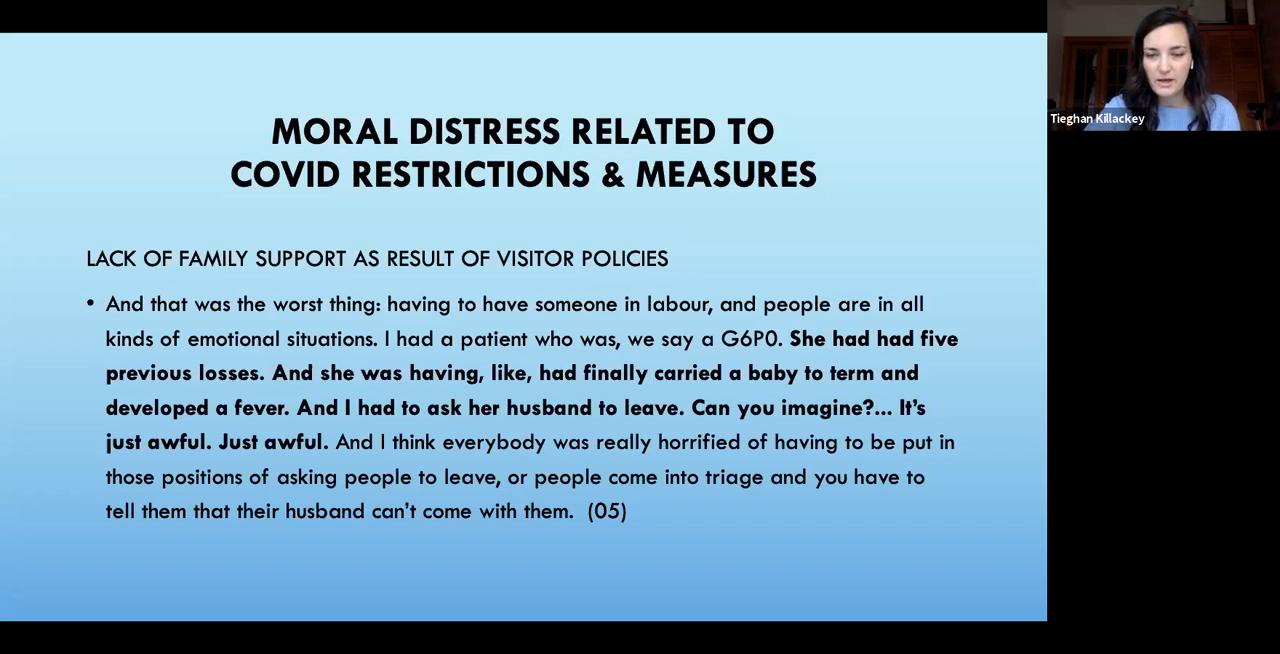 MORAL DISTRESS RELATED TO
COVID RESTRICTIONS & MEASURES
LACK OF FAMILY SUPPORT AS RESULT OF VISITOR POLICIES
• And that was the worst thing: having to have someone in labour, and people are in all
kinds of emotional situations. I had a patient who was, we say a G6P0. She had had five
previous losses. And she was having, like, had finally carried a baby to term and
developed a fever. And I had to ask her husband to leave. Can you imagine?... It's
just awful. Just awful. And I think everybody was really horrified of having to be put in
those positions of asking people to leave, or people come into triage and you have to
tell them that their husband can't come with them. (05)
Tieghan Killackey